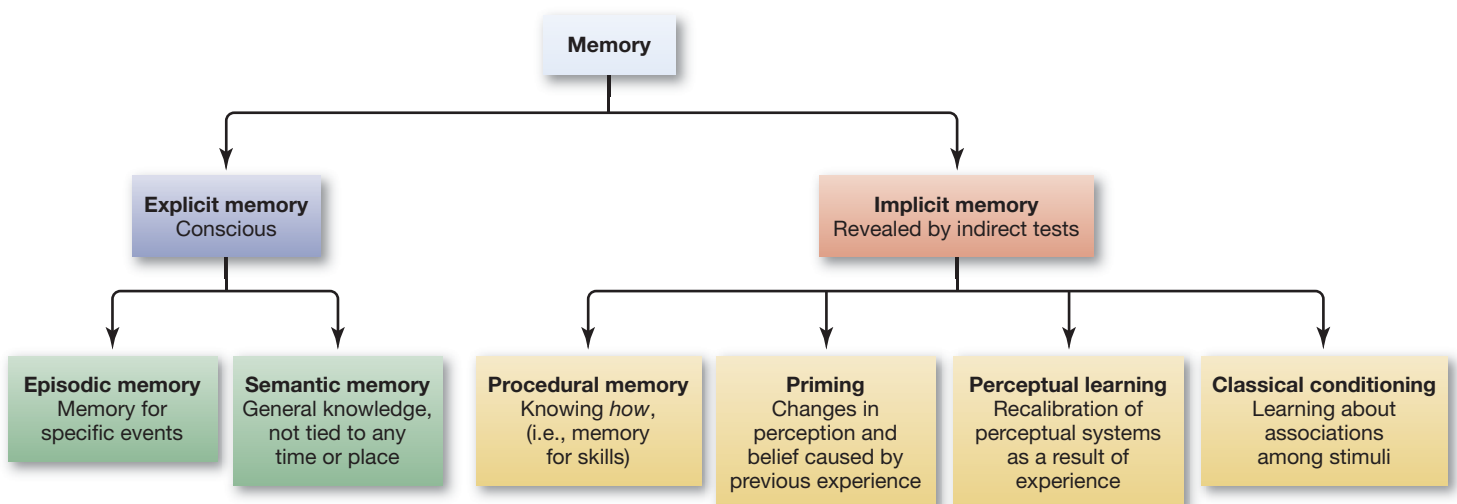 Memory
Explicit memory
Conscious
Implicit memory
Revealed by indirect tests
Episodic memory
Memory for
specific events
Semantic memory
General knowledge,
not tied to any
time or place
Procedural memory
Knowing how,
(i.e., memory
for skills)
Priming
Changes in
perception and
belief caused by
previous experience
Perceptual learning
Recalibration of
perceptual systems
as a result of
experience
Classical conditioning
Learning about
associations
among stimuli